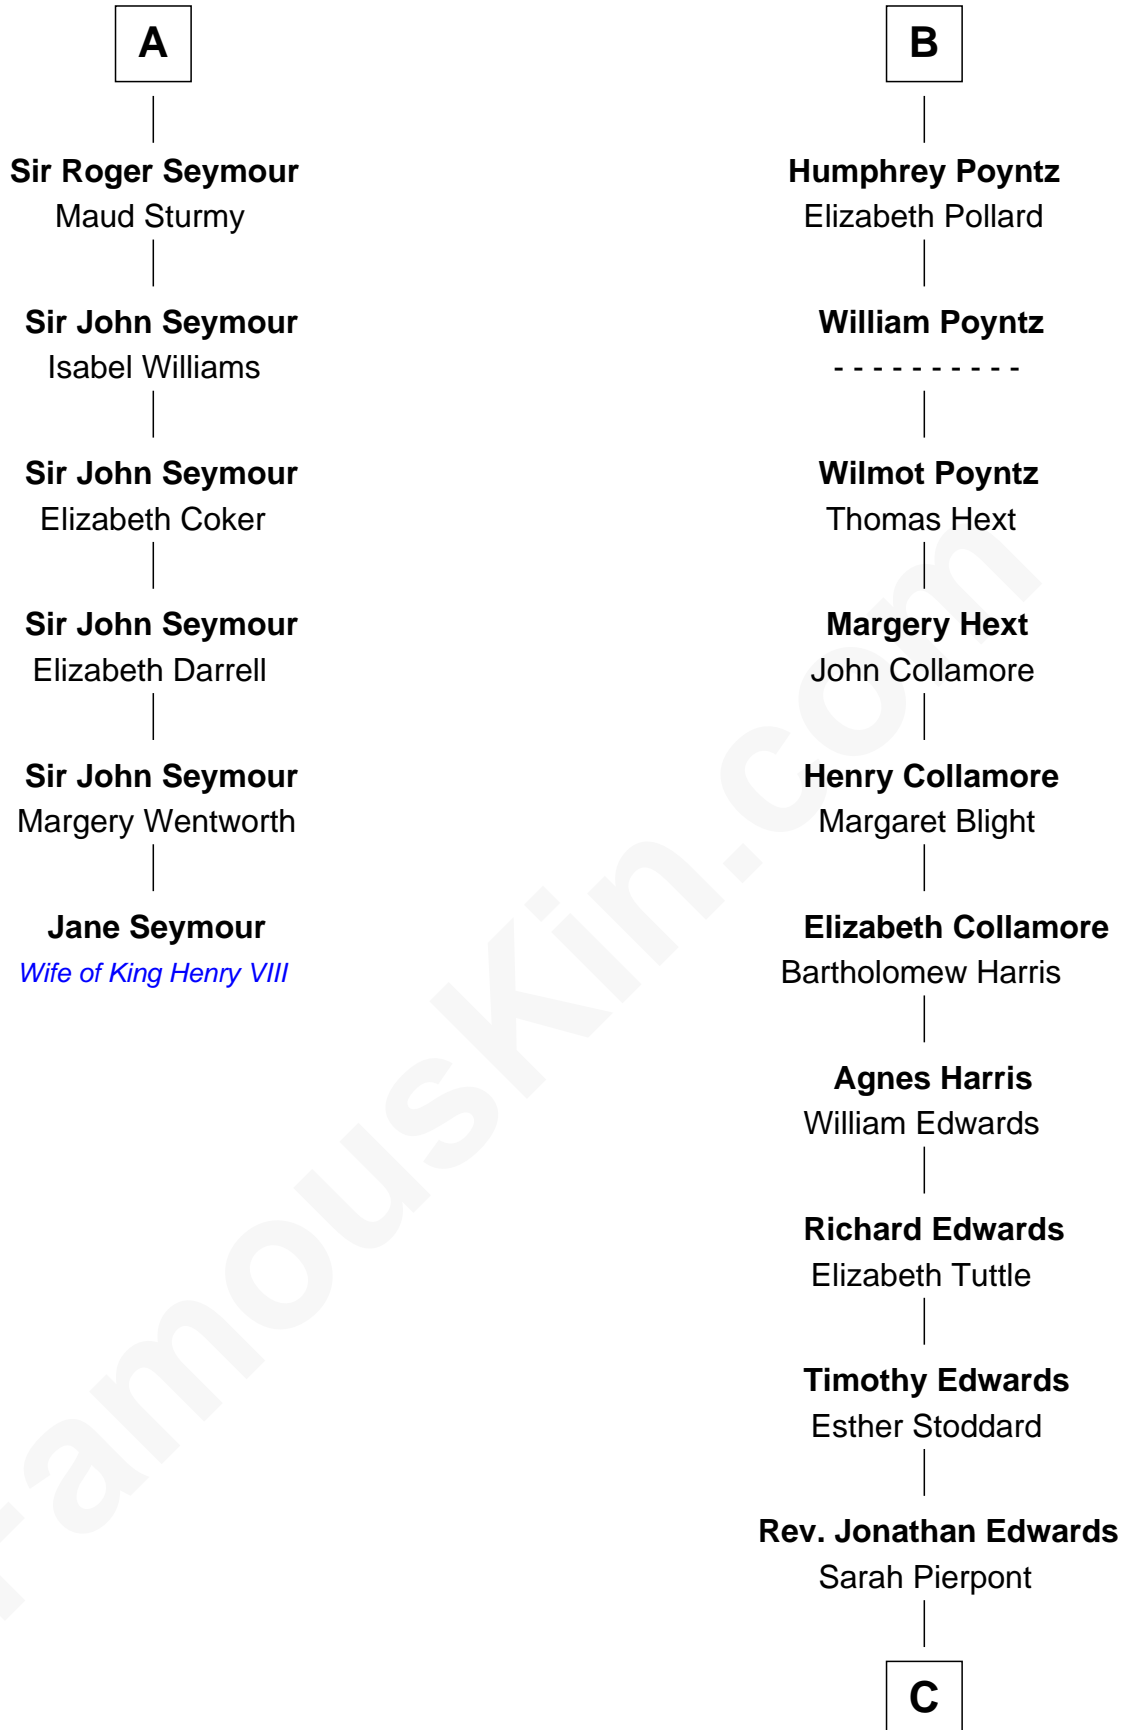 A
Sir Roger Seymour
Maud Sturmy
Sir John Seymour
Isabel Williams
Sir John Seymour
Elizabeth Coker
Sir John Seymour
Elizabeth Darrell
Sir John Seymour
Margery Wentworth
Jane Seymour
Wife of King Henry VIII
B
Humphrey Poyntz
Elizabeth Pollard
William Poyntz
- - - - - - - - - -
Wilmot Poyntz
Thomas Hext
Margery Hext
John Collamore
Henry Collamore
Margaret Blight
Elizabeth Collamore
Bartholomew Harris
Agnes Harris
William Edwards
Richard Edwards
Elizabeth Tuttle
Timothy Edwards
Esther Stoddard
Rev. Jonathan Edwards
Sarah Pierpont
C
FamousKin.com